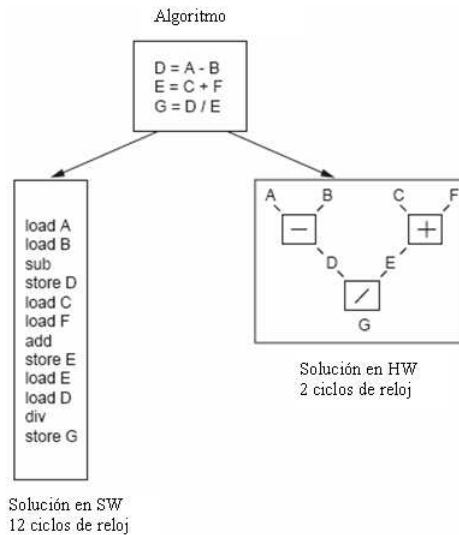 Algoritmo
D = A - B
E = C + F
G = D / E
load A
load B
sub
store D
load C
load F
add
store E
load E
load D
div
store G
Solución en SW
12 ciclos de reloj
A B C F
− +
D E
/
G
Solución en HW
2 ciclos de reloj